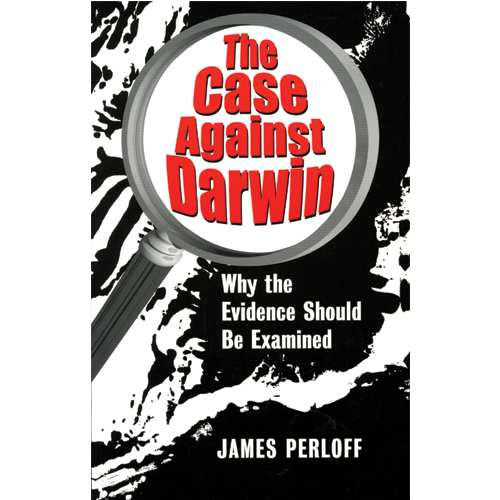 The
Case
Against
Darwin
Why the
Evidence Should
Be Examined
JAMES PERLOFF